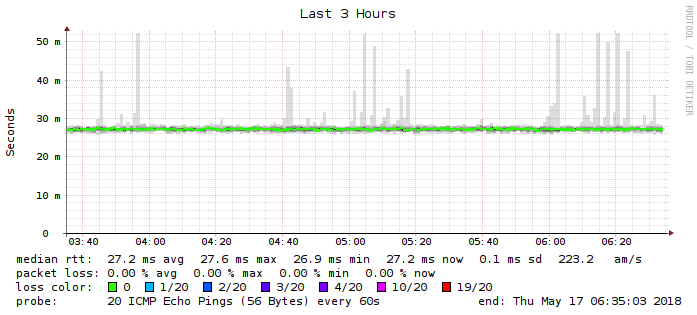 Last 3 Hours
RRDTOOL / TOBI OETIKER
Seconds
50 m
40 m
30 m
20 m
10 m
0
03:40 04:00 04:20 04:40 05:00 05:20 05:40 06:00 06:20
median rtt: 27.2 ms avg 27.6 ms max 26.9 ms min 27.2 ms now 0.1 ms sd 223.2 am/s
packet loss: 0.00 % avg 0.00 % max 0.00 % min 0.00 % now
loss color: 0 1/20 2/20 3/20 4/20 10/20 19/20
probe: 20 ICMP Echo Pings (56 Bytes) every 60s end: Thu May 17 06:35:03 2018